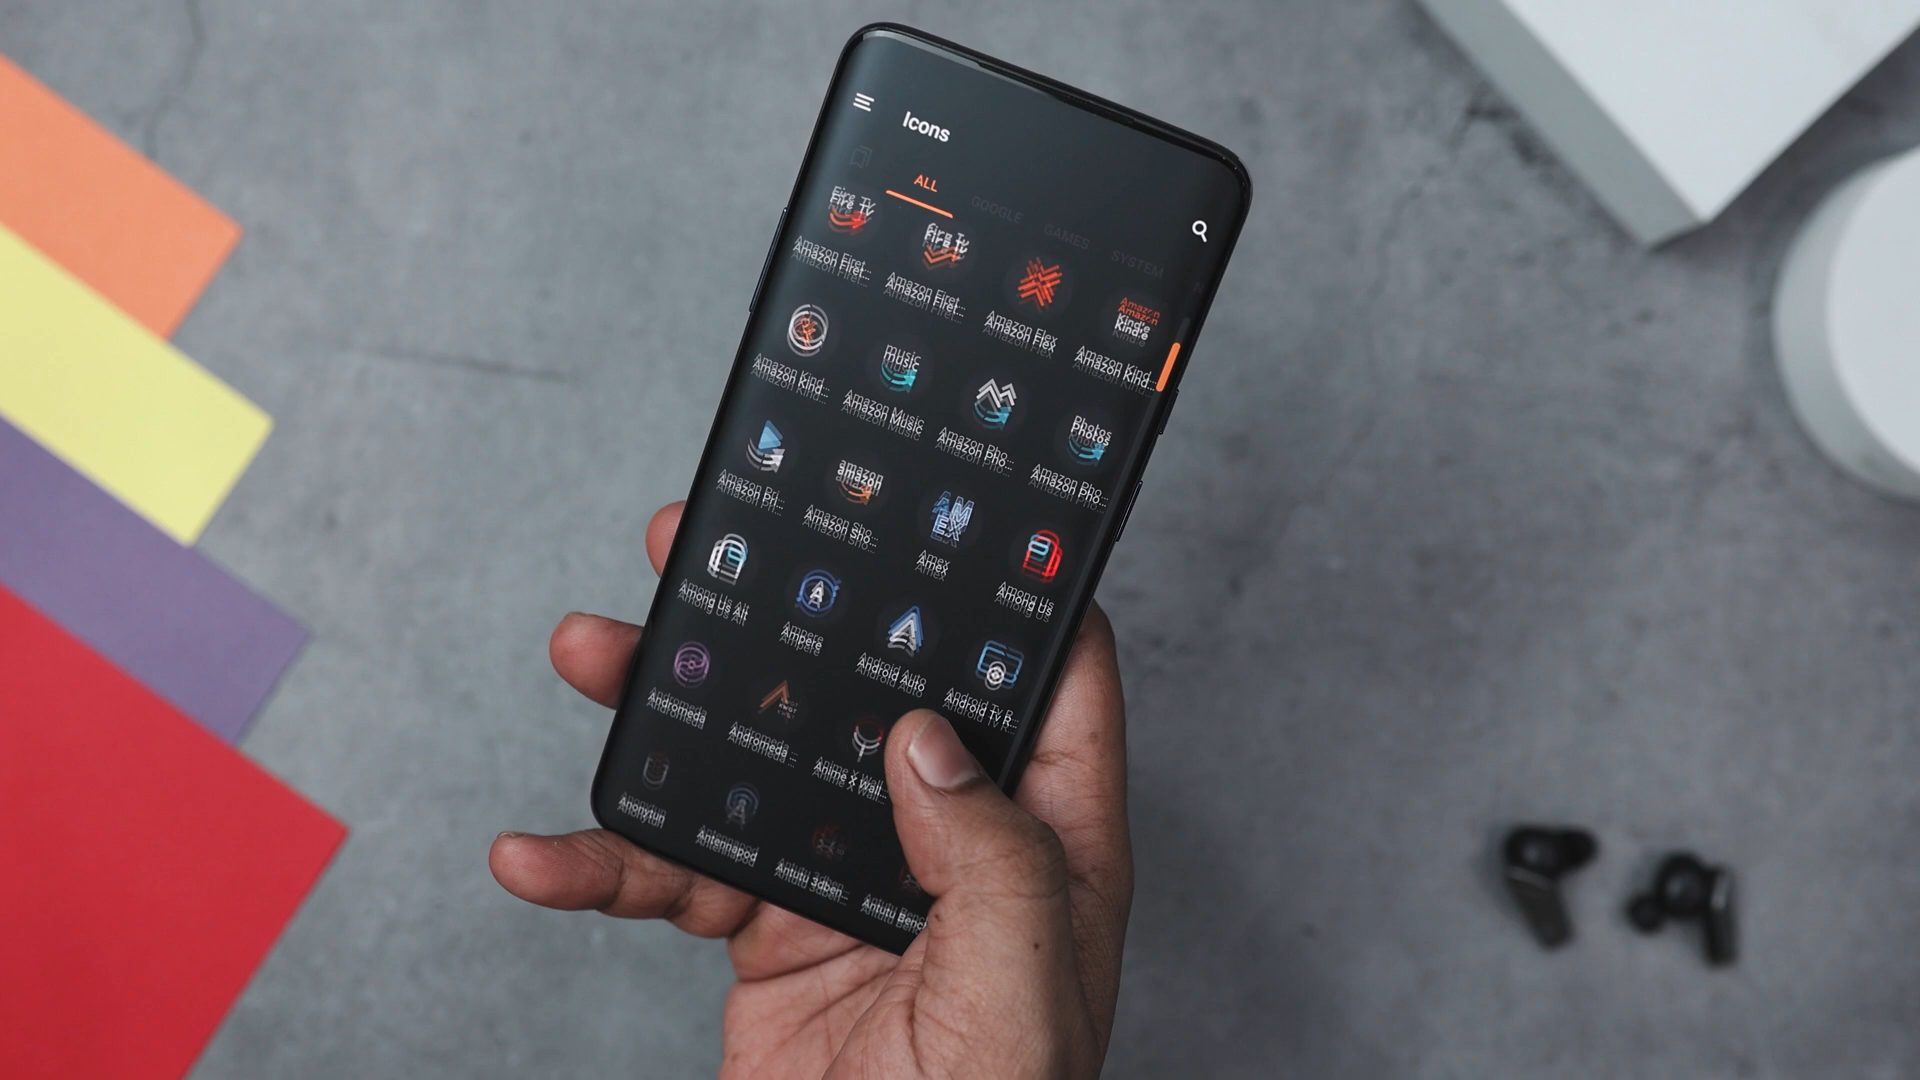 Icons
ALL
GOOGLE
GAMES
SYSTEM
Fire TV
Fire TV
Amazon
Kindle
Amazon Firet...
Amazon Firet...
Amazon Flex
Amazon Kind...
music
Photos
Amazon Kind...
Amazon Music
Amazon Pho...
Amazon Pho...
amazon
AM
EX
Amazon Pri...
Amazon Sho...
Amex
Among Us
A
Among Us Alt
Ampere
Android Auto
Android Tv R...
KWGT
Andromeda
Andromeda ...
Anime X Wall...
Anonytun
Antennapod
Antutu 3dben...
Antutu Bench